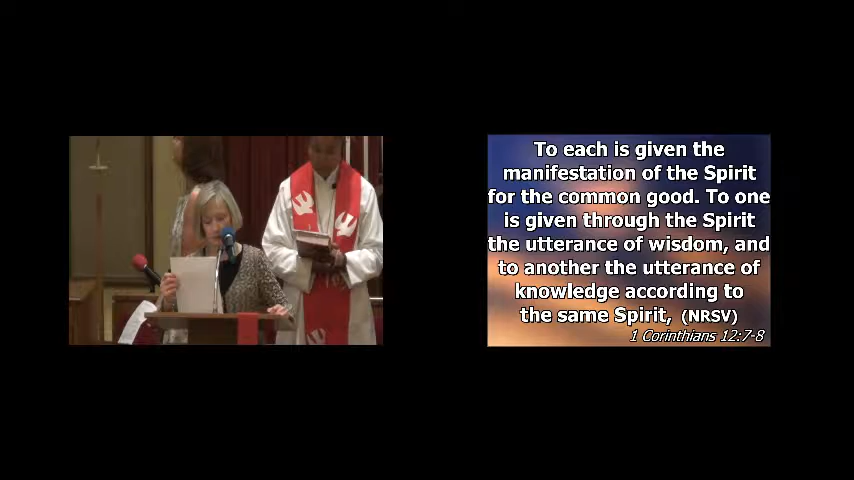 To each is given the
manifestation of the Spirit
for the common good. To one
is given through the Spirit
the utterance of wisdom, and
to another the utterance of
knowledge according to
the same Spirit, (NRSV)
1 Corinthians 12:7-8